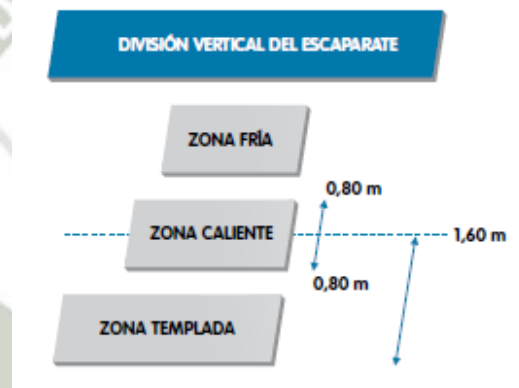 DIVISIÓN VERTICAL DEL ESCAPARATE
ZONA FRÍA
0,80 m
ZONA CALIENTE
1,60 m
0,80 m
ZONA TEMPLADA